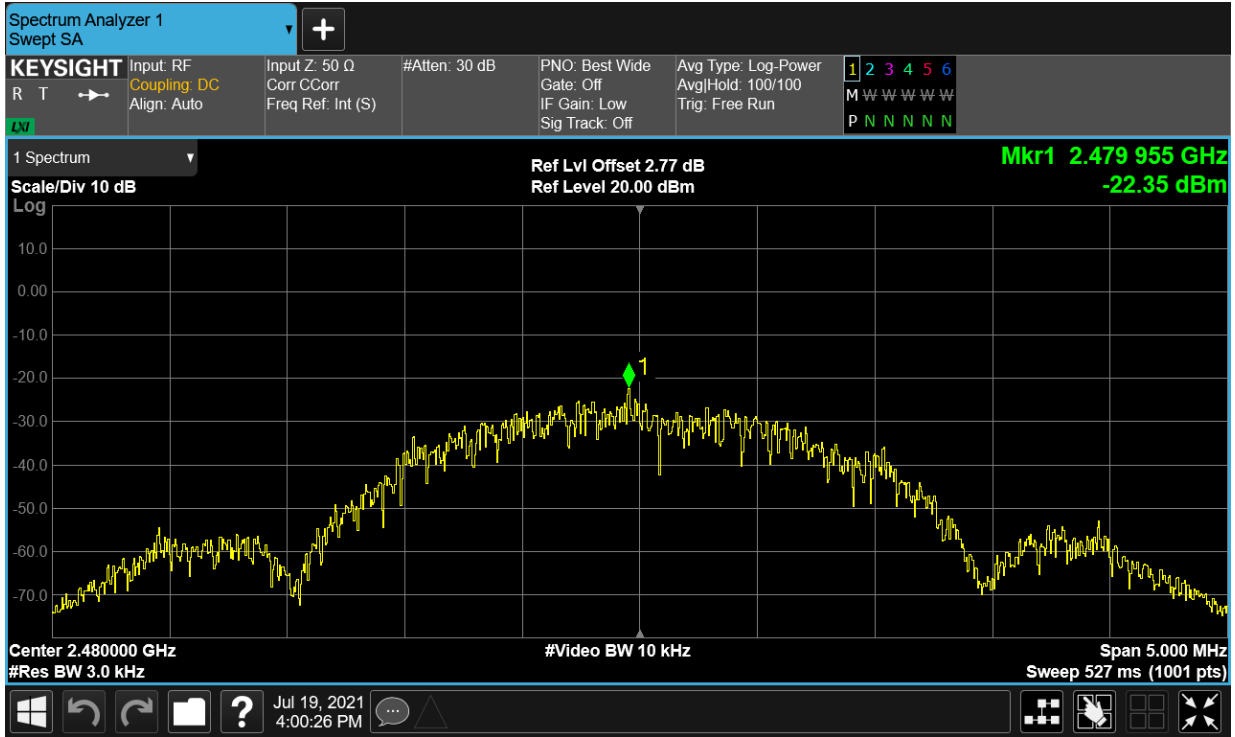 Spectrum Analyzer 1
Swept SA
+
KEYSIGHT
R T
LXI
Input: RF
Coupling: DC
Align: Auto
Input Z: 50 Ω
Corr CCorr
Freq Ref: Int (S)
#Atten: 30 dB
PNO: Best Wide
Gate: Off
IF Gain: Low
Sig Track: Off
Avg Type: Log-Power
Avg|Hold: 100/100
Trig: Free Run
1 2 3 4 5 6
M W W W W W
P N N N N N
1 Spectrum
Scale/Div 10 dB
Ref Lvl Offset 2.77 dB
Ref Level 20.00 dBm
Mkr1 2.479 955 GHz
-22.35 dBm
Log
10.0
0.00
-10.0
-20.0
-30.0
-40.0
-50.0
-60.0
-70.0
1
Center 2.480000 GHz
#Res BW 3.0 kHz
#Video BW 10 kHz
Span 5.000 MHz
Sweep 527 ms (1001 pts)
?
Jul 19, 2021
4:00:26 PM